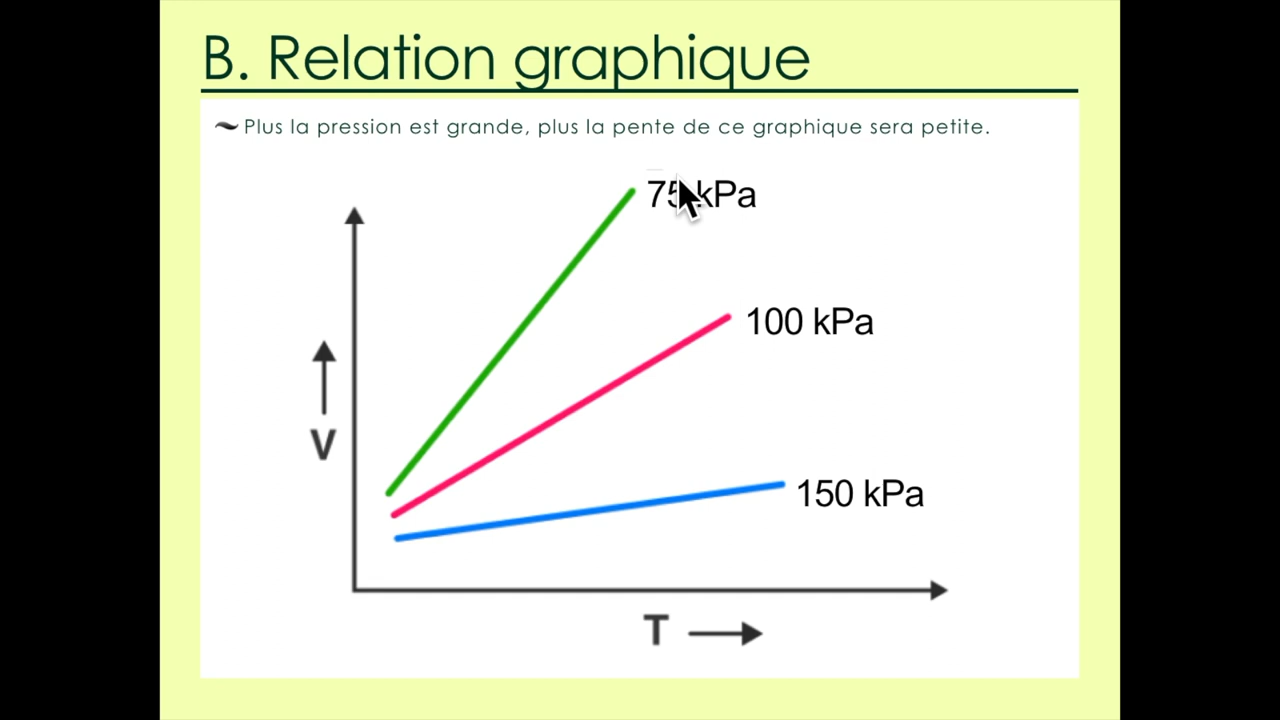 B. Relation graphique
Plus la pression est grande, plus la pente de ce graphique sera petite.
75 kPa
100 kPa
V
150 kPa
T